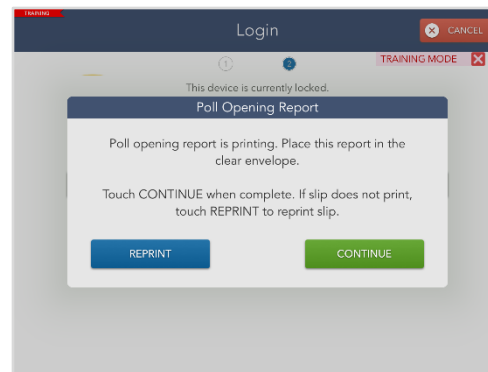 TRAINING
Login
CANCEL
1
2
TRAINING MODE
This device is currently locked.
Poll Opening Report
Poll opening report is printing. Place this report in the
clear envelope.
Touch CONTINUE when complete. If slip does not print,
touch REPRINT to reprint slip.
REPRINT
CONTINUE